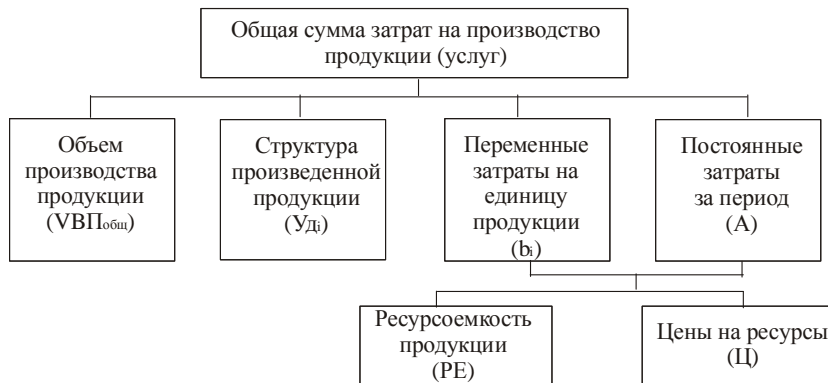 Общая сумма затрат на производство
продукции (услуг)
Объем
производства
продукции
(VВПобщ)
Структура
произведенной
продукции
(Удi)
Переменные
затраты на
единицу
продукции
(bi)
Постоянные
затраты
за период
(А)
Ресурсоемкость
продукции
(РЕ)
Цены на ресурсы
(Ц)